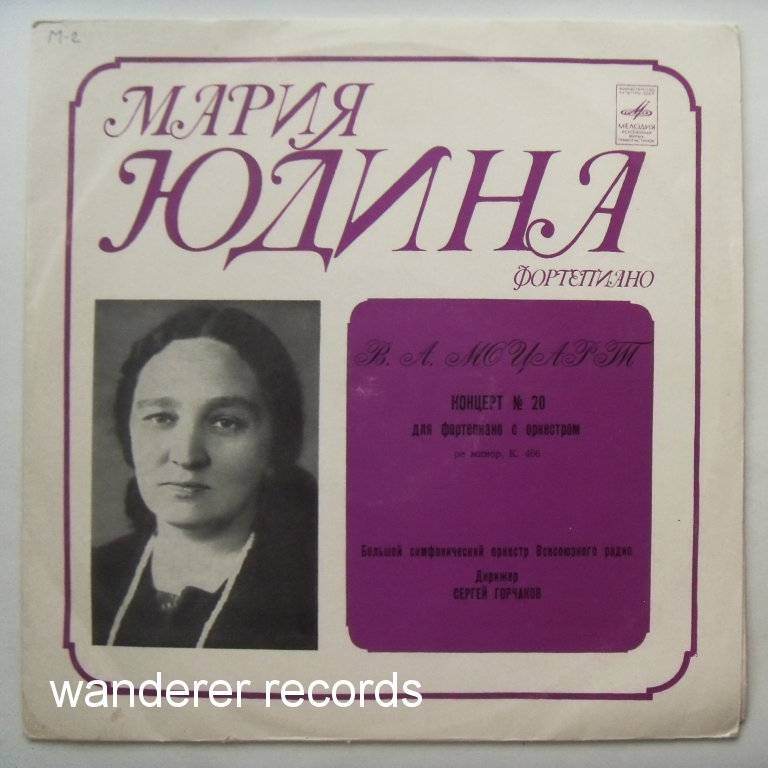 М-2
МАРИЯ
ЮДИНА
ФОРТЕПИАНО
МЕЛОДИЯ
В. А. МОЦАРТ
КОНЦЕРТ № 20
для фортепиано с оркестром
ре минор, К. 466
Большой симфонический оркестр Всесоюзного радио
Дирижер
СЕРГЕЙ ГОРЧАКОВ
wanderer records